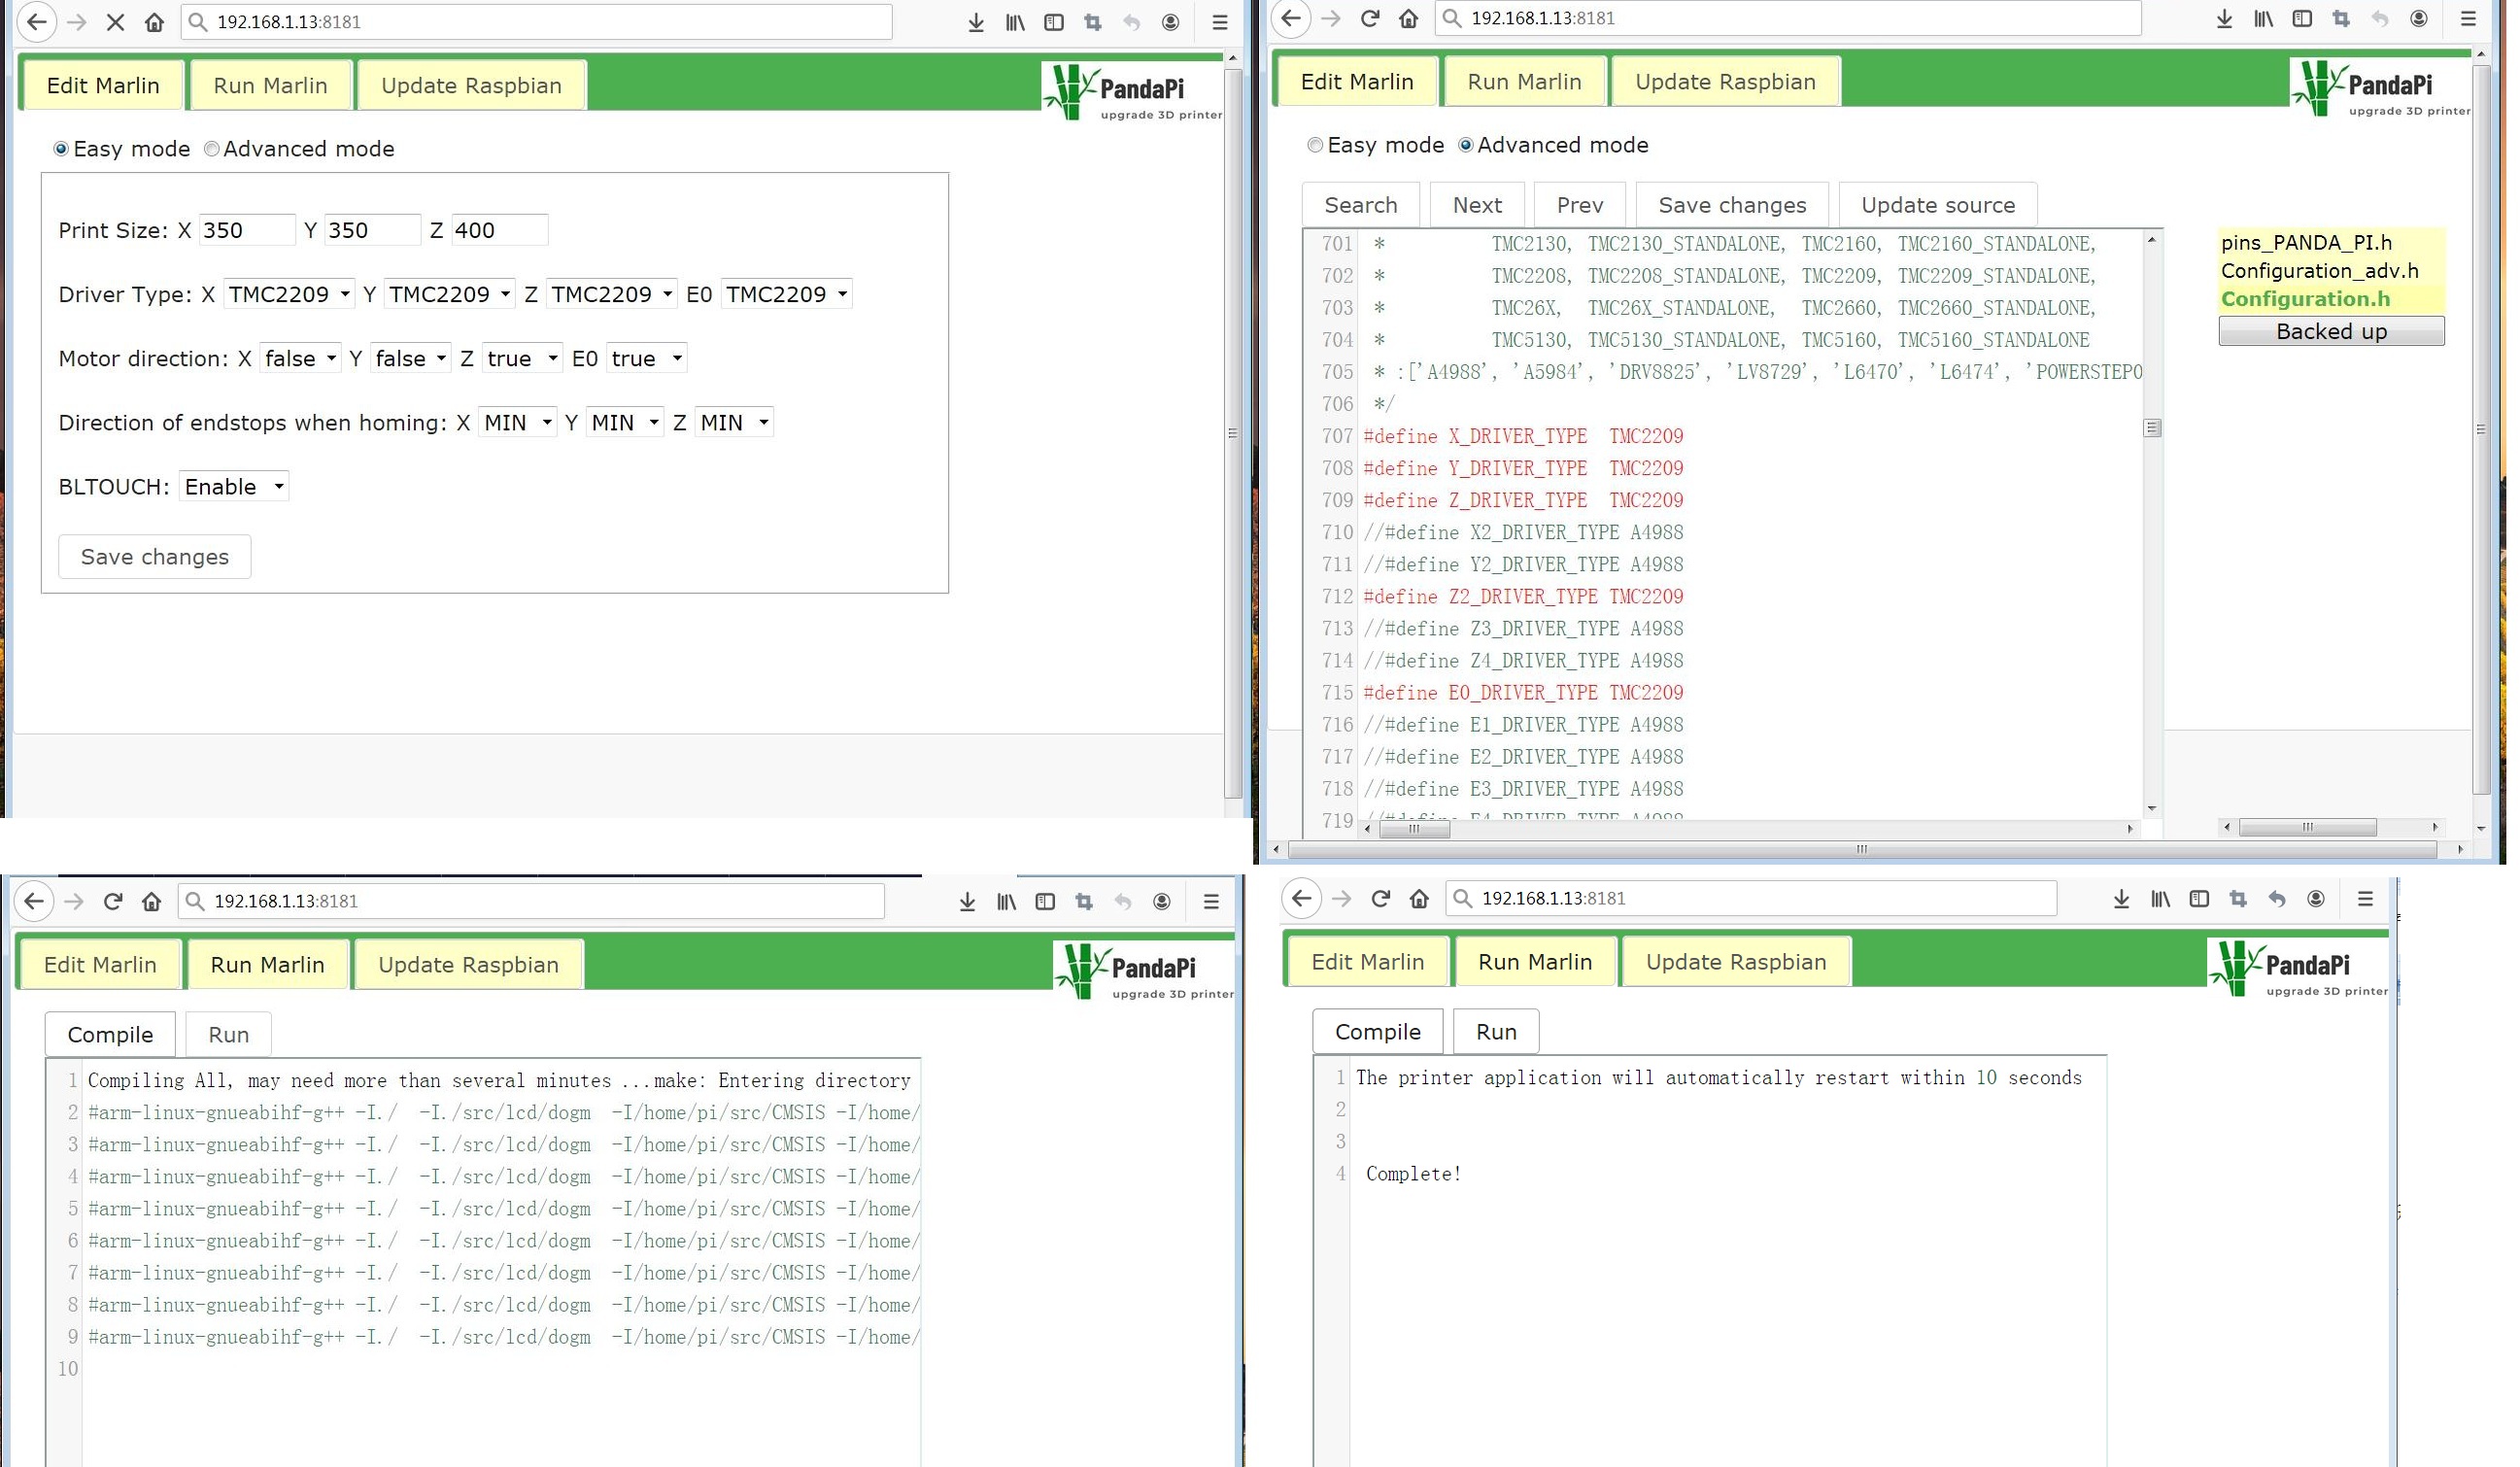 192.168.1.13:8181
Edit Marlin Run Marlin Update Raspbian
PandaPi
upgrade 3D printer
Easy mode Advanced mode
Print Size: X 350 Y 350 Z 400
Driver Type: X TMC2209 Y TMC2209 Z TMC2209 E0 TMC2209
Motor direction: X false Y false Z true E0 true
Direction of endstops when homing: X MIN Y MIN Z MIN
BLTOUCH: Enable
Save changes
192.168.1.13:8181
Edit Marlin Run Marlin Update Raspbian
PandaPi
upgrade 3D printer
Easy mode Advanced mode
Search Next Prev Save changes Update source
701 * TMC2130, TMC2130_STANDALONE, TMC2160, TMC2160_STANDALONE,
702 * TMC2208, TMC2208_STANDALONE, TMC2209, TMC2209_STANDALONE,
703 * TMC26X, TMC26X_STANDALONE, TMC2660, TMC2660_STANDALONE,
704 * TMC5130, TMC5130_STANDALONE, TMC5160, TMC5160_STANDALONE
705 * :['A4988', 'A5984', 'DRV8825', 'LV8729', 'L6470', 'L6474', 'POWERSTEP0
706 */
707 #define X_DRIVER_TYPE TMC2209
708 #define Y_DRIVER_TYPE TMC2209
709 #define Z_DRIVER_TYPE TMC2209
710 //#define X2_DRIVER_TYPE A4988
711 //#define Y2_DRIVER_TYPE A4988
712 #define Z2_DRIVER_TYPE TMC2209
713 //#define Z3_DRIVER_TYPE A4988
714 //#define Z4_DRIVER_TYPE A4988
715 #define E0_DRIVER_TYPE TMC2209
716 //#define E1_DRIVER_TYPE A4988
717 //#define E2_DRIVER_TYPE A4988
718 //#define E3_DRIVER_TYPE A4988
719 //#define E4_DRIVER_TYPE A4988
pins_PANDA_PI.h
Configuration_adv.h
Configuration.h
Backed up
192.168.1.13:8181
Edit Marlin Run Marlin Update Raspbian
PandaPi
upgrade 3D printer
Compile Run
1 Compiling All, may need more than several minutes ...make: Entering directory
2 #arm-linux-gnueabihf-g++ -I./ -I./src/lcd/dogm -I/home/pi/src/CMSIS -I/home/
3 #arm-linux-gnueabihf-g++ -I./ -I./src/lcd/dogm -I/home/pi/src/CMSIS -I/home/
4 #arm-linux-gnueabihf-g++ -I./ -I./src/lcd/dogm -I/home/pi/src/CMSIS -I/home/
5 #arm-linux-gnueabihf-g++ -I./ -I./src/lcd/dogm -I/home/pi/src/CMSIS -I/home/
6 #arm-linux-gnueabihf-g++ -I./ -I./src/lcd/dogm -I/home/pi/src/CMSIS -I/home/
7 #arm-linux-gnueabihf-g++ -I./ -I./src/lcd/dogm -I/home/pi/src/CMSIS -I/home/
8 #arm-linux-gnueabihf-g++ -I./ -I./src/lcd/dogm -I/home/pi/src/CMSIS -I/home/
9 #arm-linux-gnueabihf-g++ -I./ -I./src/lcd/dogm -I/home/pi/src/CMSIS -I/home/
10
192.168.1.13:8181
Edit Marlin Run Marlin Update Raspbian
PandaPi
upgrade 3D printer
Compile Run
1 The printer application will automatically restart within 10 seconds
2
3
4 Complete!